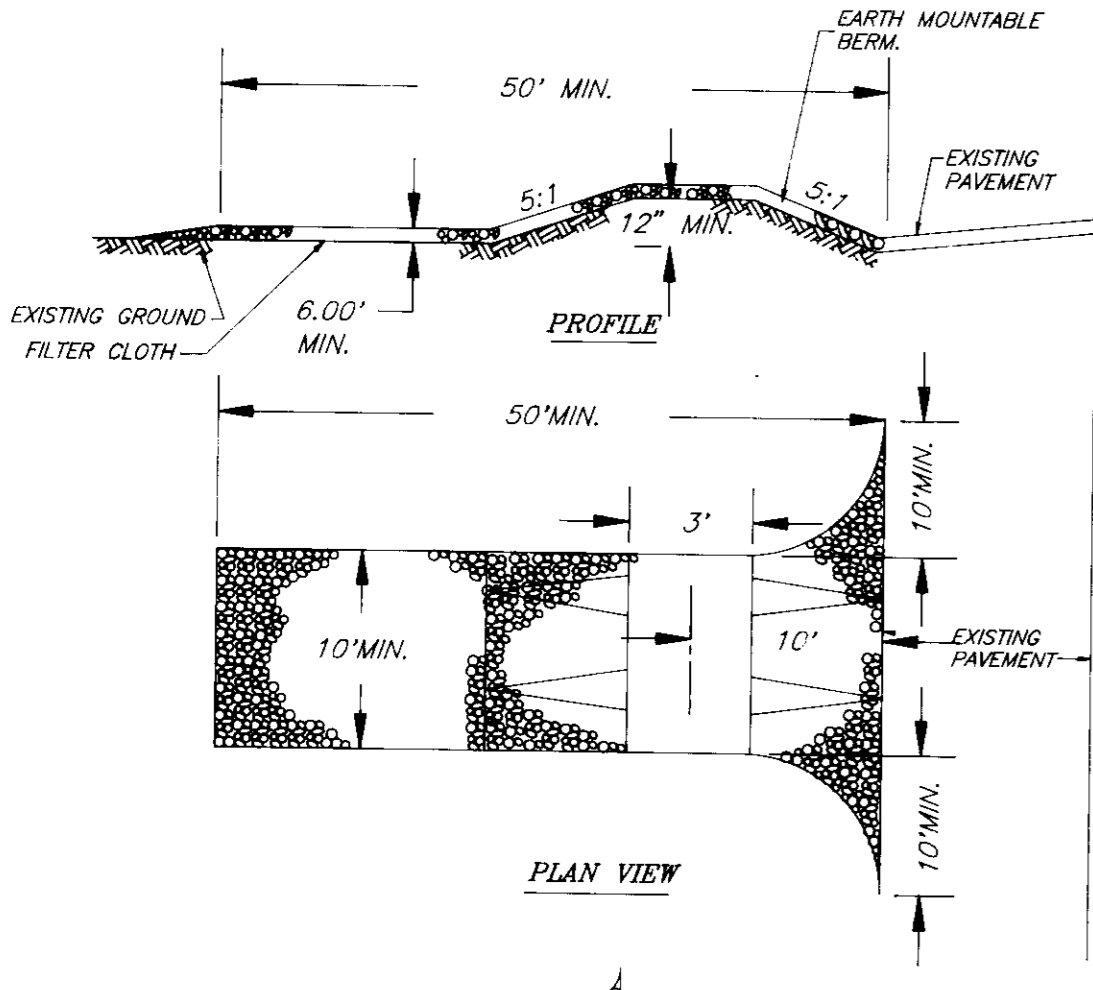 EARTH MOUNTABLE
BERM.
50' MIN.
EXISTING
PAVEMENT
5:1
5:1
12" MIN.
EXISTING GROUND
FILTER CLOTH
6.00'
MIN.
PROFILE
50'MIN.
10'MIN.
3'
10'MIN.
10'
EXISTING
PAVEMENT
10'MIN.
PLAN VIEW